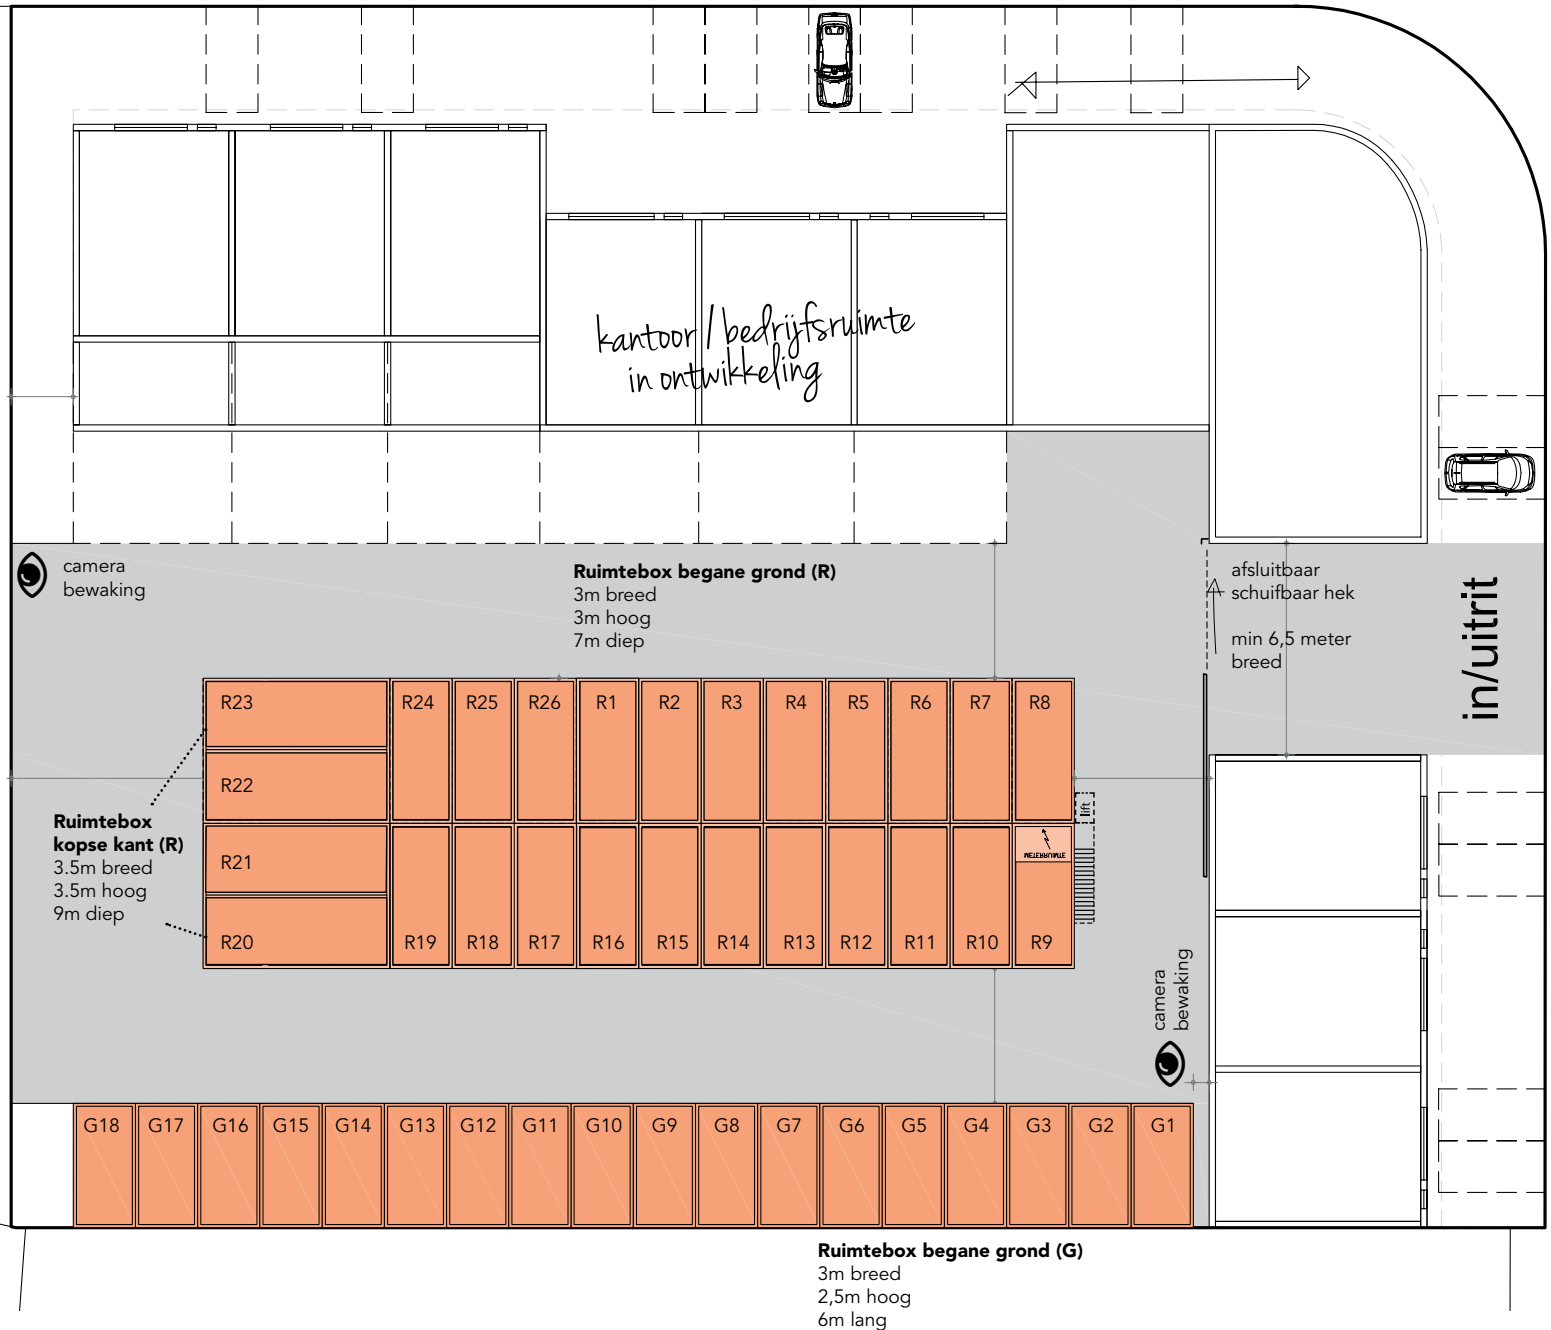 kantoor / bedrijfsruimte
in ontwikkeling
camera
bewaking
Ruimtebox begane grond (R)
3m breed
3m hoog
7m diep
afsluitbaar
schuifbaar hek
min 6,5 meter
breed
in/uitrit
R23
R24
R25
R26
R1
R2
R3
R4
R5
R6
R7
R8
R22
lift
Ruimtebox
kopse kant (R)
3.5m breed
3.5m hoog
9m diep
METERRUIMTE
R21
R20
R19
R18
R17
R16
R15
R14
R13
R12
R11
R10
R9
camera
bewaking
G18
G17
G16
G15
G14
G13
G12
G11
G10
G9
G8
G7
G6
G5
G4
G3
G2
G1
Ruimtebox begane grond (G)
3m breed
2,5m hoog
6m lang